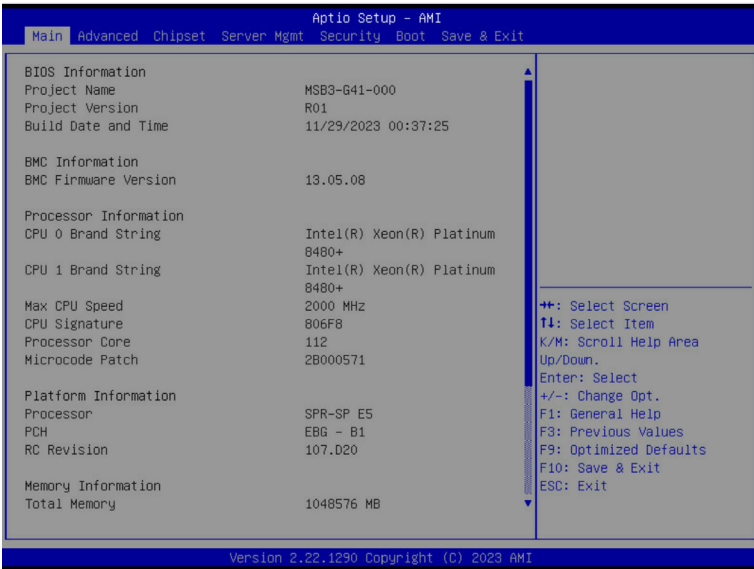 Aptio Setup - AMI
Main Advanced Chipset Server Mgmt Security Boot Save & Exit
BIOS Information
Project Name MSB3-G41-000
Project Version R01
Build Date and Time 11/29/2023 00:37:25
BMC Information
BMC Firmware Version 13.05.08
Processor Information
CPU 0 Brand String Intel(R) Xeon(R) Platinum
8480+
CPU 1 Brand String Intel(R) Xeon(R) Platinum
8480+
Max CPU Speed 2000 MHz
CPU Signature 806F8
Processor Core 112
Microcode Patch 2B000571
Platform Information
Processor SPR-SP E5
PCH EBG - B1
RC Revision 107.D20
Memory Information
Total Memory 1048576 MB
→←: Select Screen
↑↓: Select Item
K/M: Scroll Help Area
Up/Down.
Enter: Select
+/-: Change Opt.
F1: General Help
F3: Previous Values
F9: Optimized Defaults
F10: Save & Exit
ESC: Exit
Version 2.22.1290 Copyright (C) 2023 AMI